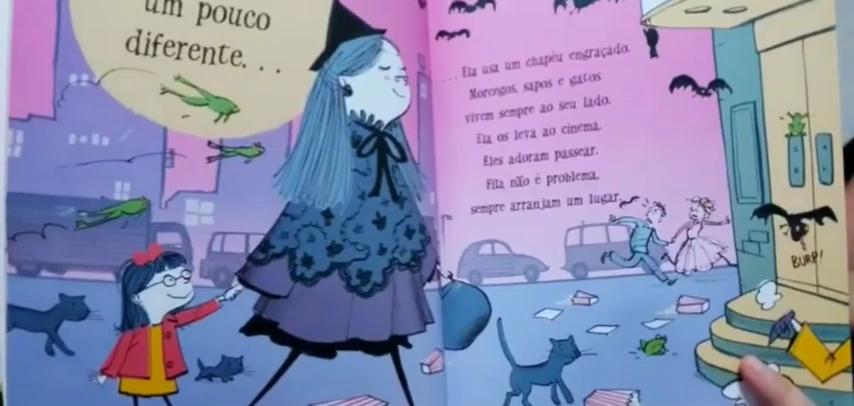 um pouco
diferente. . .
. . . Ela usa um chapéu engraçado.
Morcegos, sapos e gatos
vivem sempre ao seu lado.
Ela os leva ao cinema.
Eles adoram passear.
Fila não é problema,
sempre arranjam um lugar.
BURP!